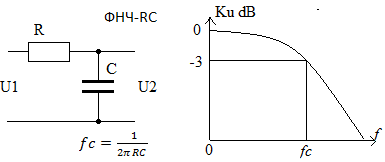 ФНЧ-RC
R
C
U1
U2
fc = 1 / 2π RC
Ku dB
0
-3
0
fc
f